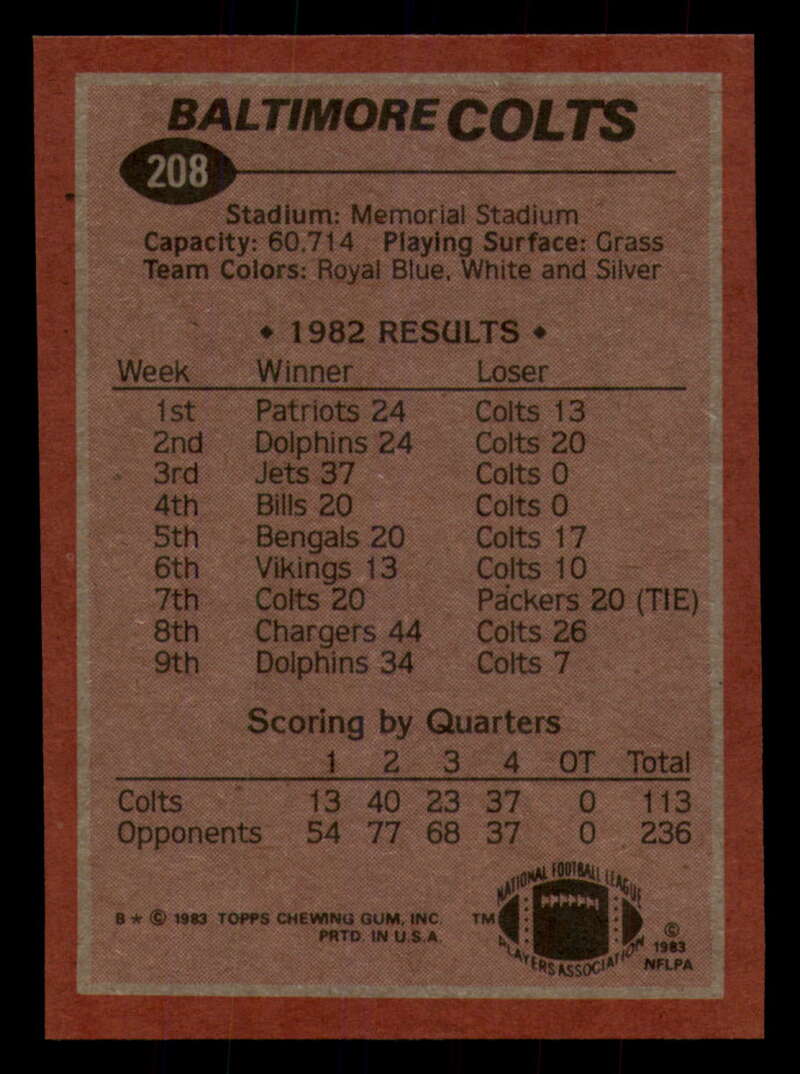 BALTIMORE COLTS
208
Stadium: Memorial Stadium
Capacity: 60,714 Playing Surface: Grass
Team Colors: Royal Blue, White and Silver
♦ 1982 RESULTS ♦
Week Winner Loser
1st Patriots 24 Colts 13
2nd Dolphins 24 Colts 20
3rd Jets 37 Colts 0
4th Bills 20 Colts 0
5th Bengals 20 Colts 17
6th Vikings 13 Colts 10
7th Colts 20 Packers 20 (TIE)
8th Chargers 44 Colts 26
9th Dolphins 34 Colts 7
Scoring by Quarters
1 2 3 4 OT Total
Colts 13 40 23 37 0 113
Opponents 54 77 68 37 0 236
NATIONAL FOOTBALL LEAGUE
PLAYERS ASSOCIATION
B * © 1983 TOPPS CHEWING GUM, INC. TM
PRTD. IN U.S.A.
©
1983
NFLPA